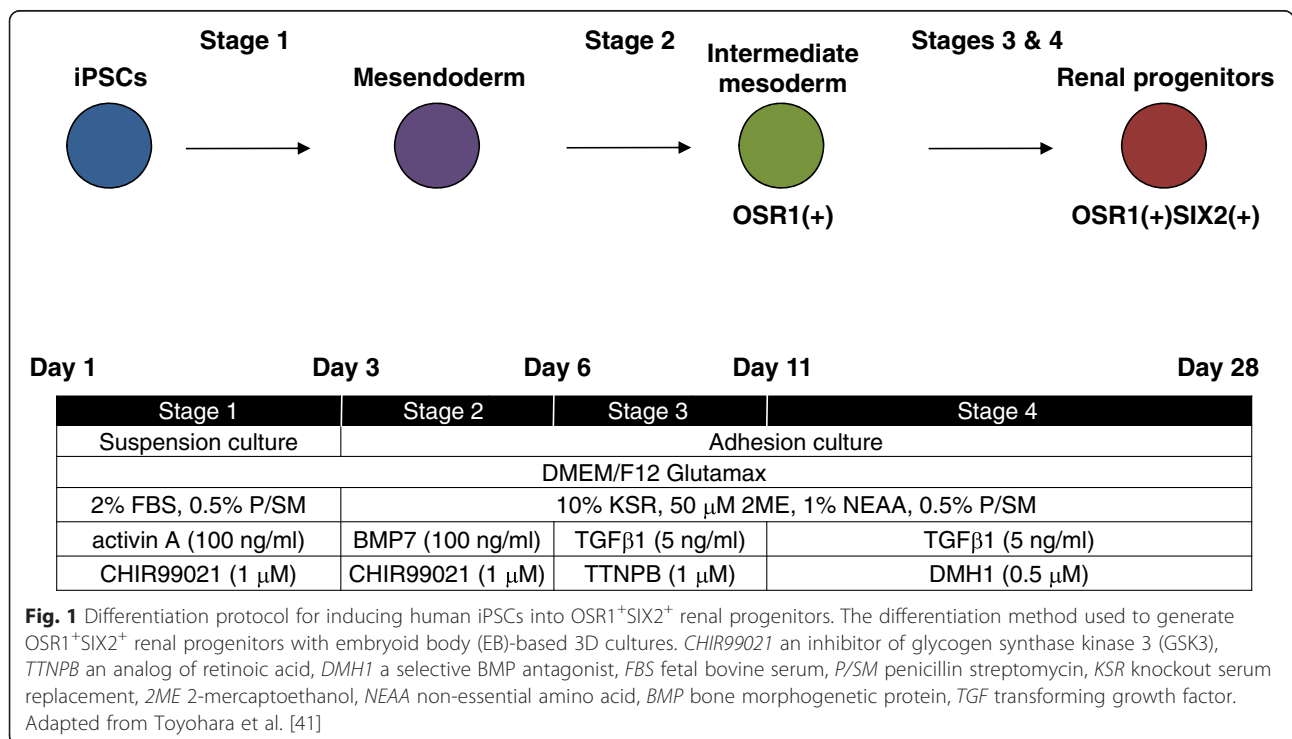 Stage 1 Stage 2 Intermediate mesoderm Stages 3 & 4
iPSCs Mesendoderm Renal progenitors
OSR1(+) OSR1(+)SIX2(+)
Day 1 Day 3 Day 6 Day 11 Day 28
Stage 1 Stage 2 Stage 3 Stage 4
Suspension culture Adhesion culture
DMEM/F12 Glutamax
2% FBS, 0.5% P/SM 10% KSR, 50 μM 2ME, 1% NEAA, 0.5% P/SM
activin A (100 ng/ml) BMP7 (100 ng/ml) TGFβ1 (5 ng/ml) TGFβ1 (5 ng/ml)
CHIR99021 (1 μM) CHIR99021 (1 μM) TTNPB (1 μM) DMH1 (0.5 μM)
Fig. 1 Differentiation protocol for inducing human iPSCs into OSR1⁺SIX2⁺ renal progenitors. The differentiation method used to generate
OSR1⁺SIX2⁺ renal progenitors with embryoid body (EB)-based 3D cultures. CHIR99021 an inhibitor of glycogen synthase kinase 3 (GSK3),
TTNPB an analog of retinoic acid, DMH1 a selective BMP antagonist, FBS fetal bovine serum, P/SM penicillin streptomycin, KSR knockout serum
replacement, 2ME 2-mercaptoethanol, NEAA non-essential amino acid, BMP bone morphogenetic protein, TGF transforming growth factor.
Adapted from Toyohara et al. [41]